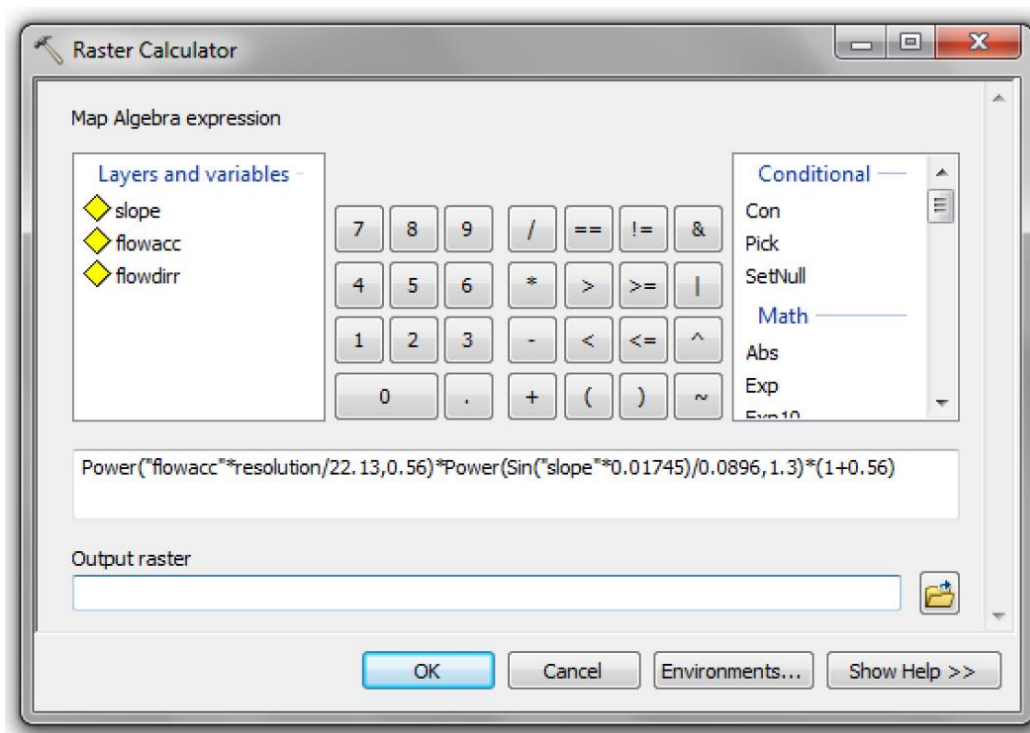 Raster Calculator
Map Algebra expression
Layers and variables
slope
flowacc
flowdirr
7 8 9 / == != &
4 5 6 * > >= |
1 2 3 - < <= ^
0 . + ( ) ~
Conditional
Con
Pick
SetNull
Math
Abs
Exp
Exp10
Power("flowacc"*resolution/22.13,0.56)*Power(Sin("slope"*0.01745)/0.0896,1.3)*(1+0.56)
Output raster
OK Cancel Environments... Show Help >>